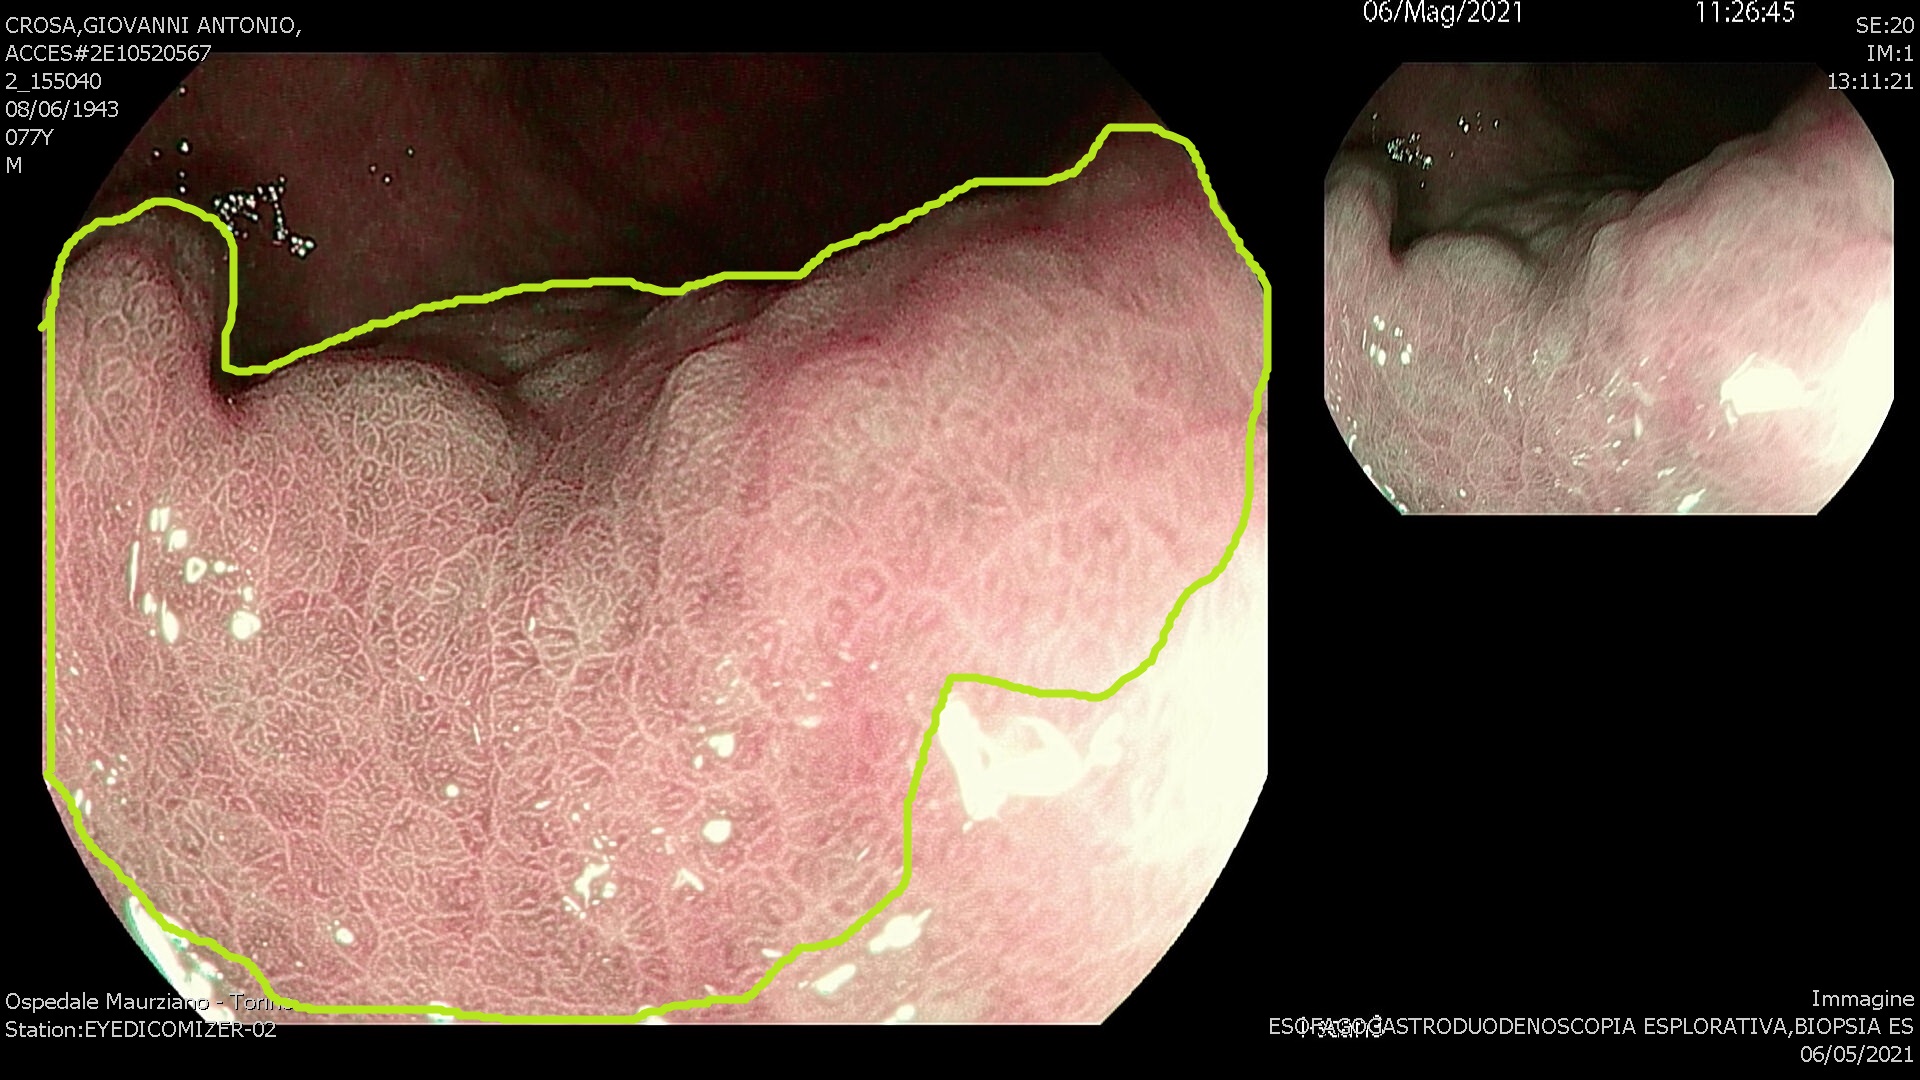 CROSA,GIOVANNI ANTONIO,
ACCES#2E10520567
2_155040
08/06/1943
077Y
M
06/Mag/2021 11:26:45
SE:20
IM:1
13:11:21
Ospedale Maurziano - Torino
Station:EYEDICOMIZER-02
Immagine
ESOFAGOGASTRODUODENOSCOPIA ESPLORATIVA,BIOPSIA ES
06/05/2021